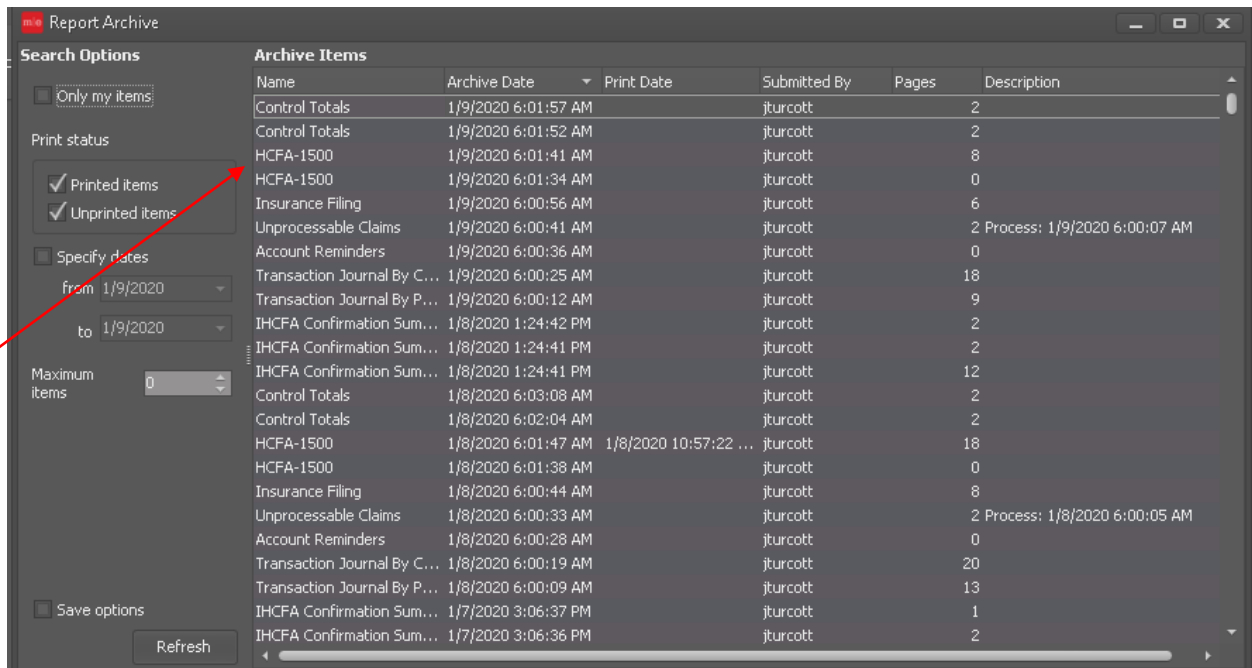 me Report Archive
Search Options
Only my items
Print status
Printed items
Unprinted items
Specify dates
from 1/9/2020
to 1/9/2020
Maximum
items
0
Save options
Refresh
Archive Items
Name Archive Date Print Date Submitted By Pages Description
Control Totals 1/9/2020 6:01:57 AM jturcott 2
Control Totals 1/9/2020 6:01:52 AM jturcott 2
HCFA-1500 1/9/2020 6:01:41 AM jturcott 8
HCFA-1500 1/9/2020 6:01:34 AM jturcott 0
Insurance Filing 1/9/2020 6:00:56 AM jturcott 6
Unprocessable Claims 1/9/2020 6:00:41 AM jturcott 2 Process: 1/9/2020 6:00:07 AM
Account Reminders 1/9/2020 6:00:36 AM jturcott 0
Transaction Journal By C... 1/9/2020 6:00:25 AM jturcott 18
Transaction Journal By P... 1/9/2020 6:00:12 AM jturcott 9
IHCFA Confirmation Sum... 1/8/2020 1:24:42 PM jturcott 2
IHCFA Confirmation Sum... 1/8/2020 1:24:41 PM jturcott 2
IHCFA Confirmation Sum... 1/8/2020 1:24:41 PM jturcott 12
Control Totals 1/8/2020 6:03:08 AM jturcott 2
Control Totals 1/8/2020 6:02:04 AM jturcott 2
HCFA-1500 1/8/2020 6:01:47 AM 1/8/2020 10:57:22 ... jturcott 18
HCFA-1500 1/8/2020 6:01:38 AM jturcott 0
Insurance Filing 1/8/2020 6:00:44 AM jturcott 8
Unprocessable Claims 1/8/2020 6:00:33 AM jturcott 2 Process: 1/8/2020 6:00:05 AM
Account Reminders 1/8/2020 6:00:28 AM jturcott 0
Transaction Journal By C... 1/8/2020 6:00:19 AM jturcott 20
Transaction Journal By P... 1/8/2020 6:00:09 AM jturcott 13
IHCFA Confirmation Sum... 1/7/2020 3:06:37 PM jturcott 1
IHCFA Confirmation Sum... 1/7/2020 3:06:36 PM jturcott 2